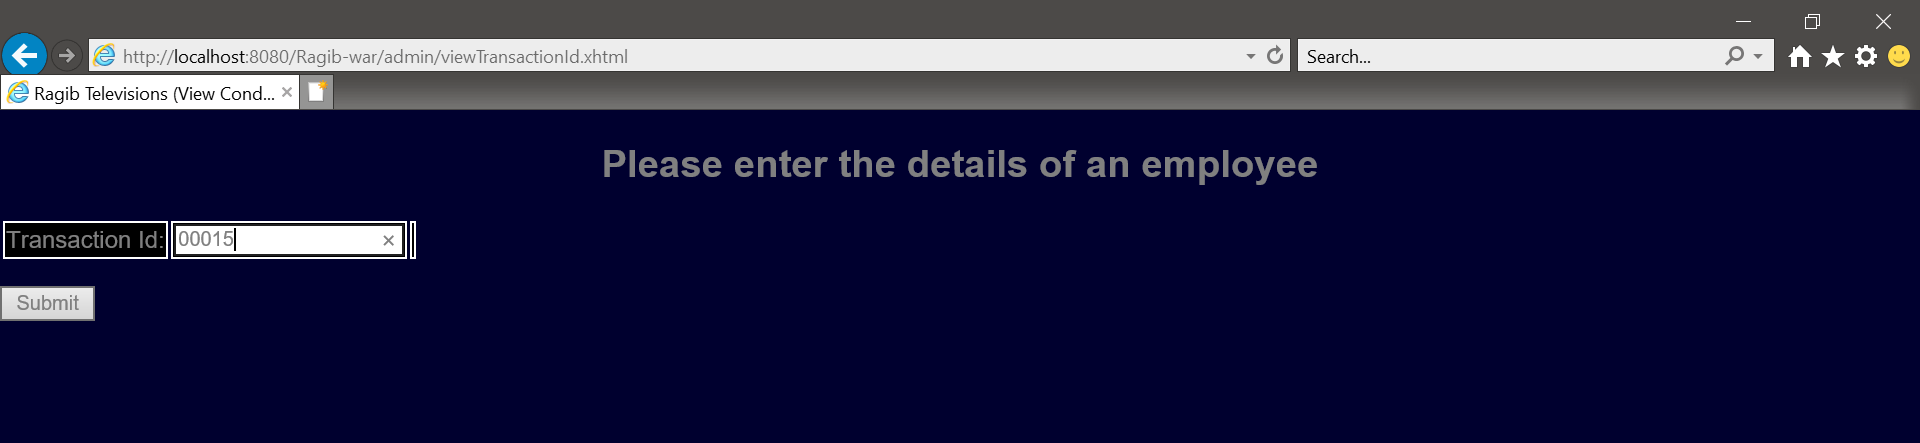 http://localhost:8080/Ragib-war/admin/viewTransactionId.xhtml
Search...
Ragib Televisions (View Cond...
Please enter the details of an employee
Transaction Id: 00015
Submit